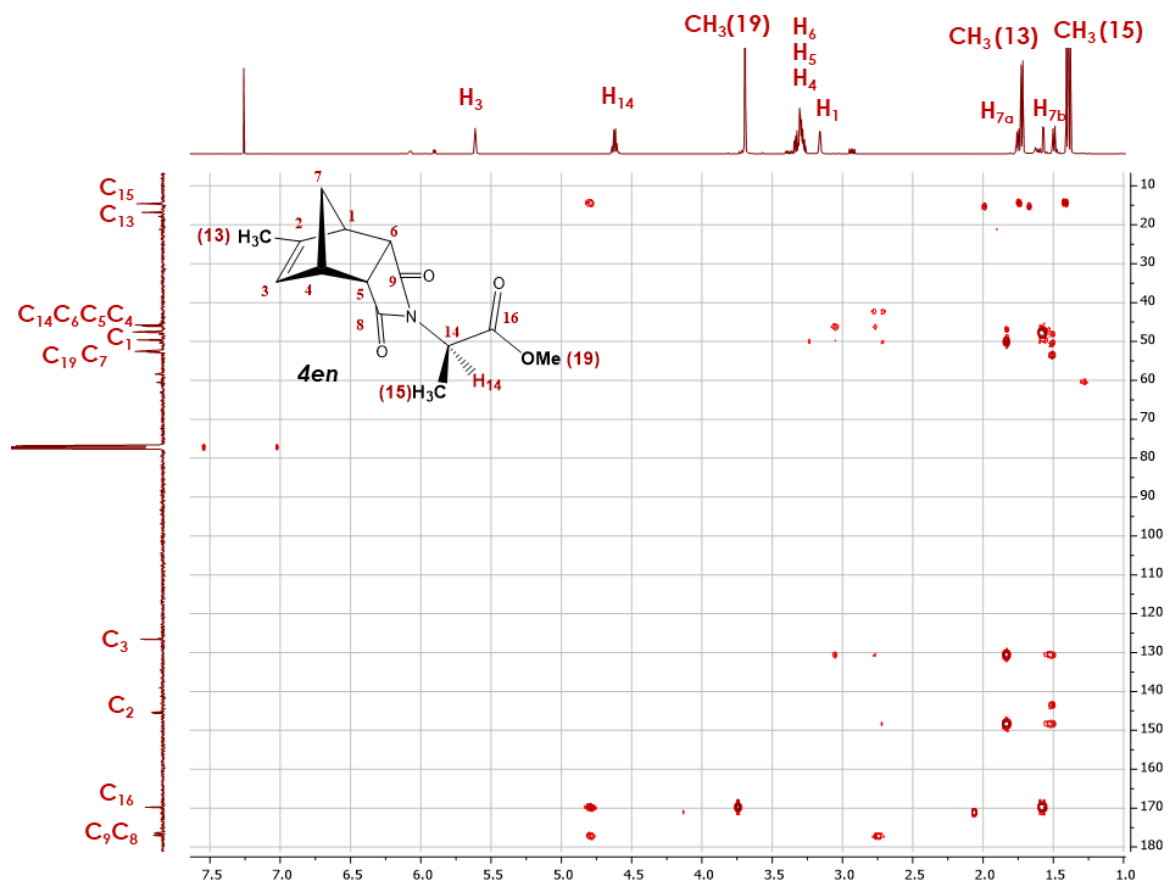 CH₃(19)
H₆
H₅
H₄
CH₃(13)
CH₃(15)
H₃
H₁₄
H₁
H₇ₐ
H₇b
C₁₅
C₁₃
C₁₄C₆C₅C₄
C₁
C₁₉ C₇
C₃
C₂
C₁₆
C₉C₈
7
(13) H₃C
2
1
6
3
4
5
9
O
O
8
N
14
16
O
OMe (19)
4en
(15)H₃C
H₁₄
10
20
30
40
50
60
70
80
90
100
110
120
130
140
150
160
170
180
7.5 7.0 6.5 6.0 5.5 5.0 4.5 4.0 3.5 3.0 2.5 2.0 1.5 1.0